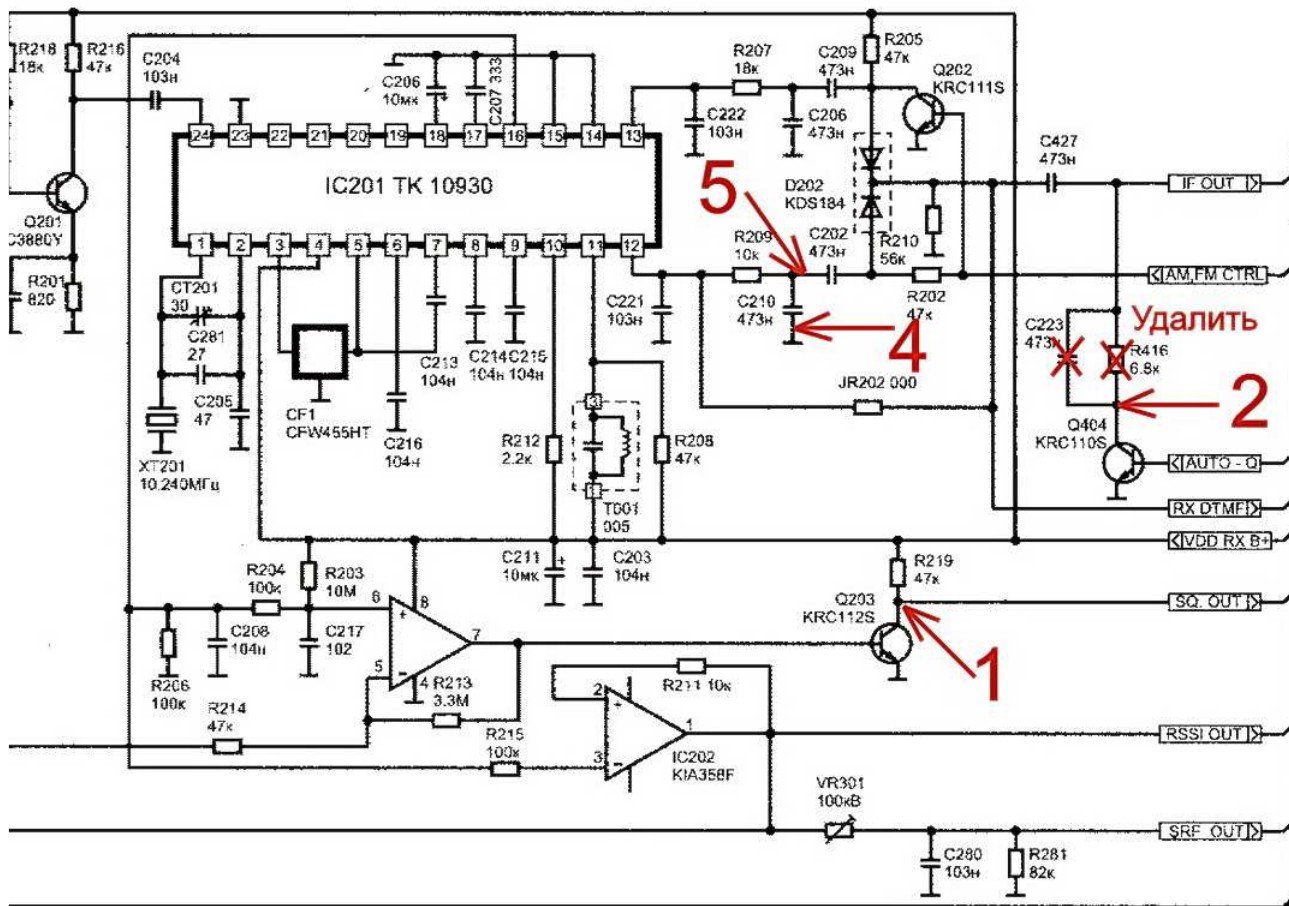 R218
18к
R216
47к
C204
103н
C206
10мк
C207 333
R207
18к
C209
473н
R205
47к
Q202
KRC111S
C222
103н
C206
473н
C427
473н
24
23
22
21
20
19
18
17
16
15
14
13
IC201 TK 10930
1
2
3
4
5
6
7
8
9
10
11
12
D202
KDS184
5
IF OUT
Q201
C3880Y
R201
820
CT201
30
C281
27
C205
47
XT201
10.240МГц
CF1
CFW455HT
C213
104н
C214
104н
C215
104н
C216
104н
R209
10к
C202
473н
R210
56к
C221
103н
C210
473н
4
R202
47к
AM,FM CTRL
C223
473н
Удалить
R416
6.8к
2
JR202 000
Q404
KRC110S
AUTO - Q
R212
2.2к
3
1
R208
47к
T001
005
RX DTMF
VDD RX B+
R204
100к
R203
10М
C211
10мк
+
C203
104н
R219
47к
Q203
KRC112S
SQ. OUT
1
C208
104н
C217
102
R206
100к
6
+
8
7
5
−
4
R213
3.3М
R214
47к
R215
100к
R211 10к
2
+
3
−
1
IC202
KIA358F
RSSI OUT
VR301
100кВ
SRF OUT
C280
103н
R281
82к